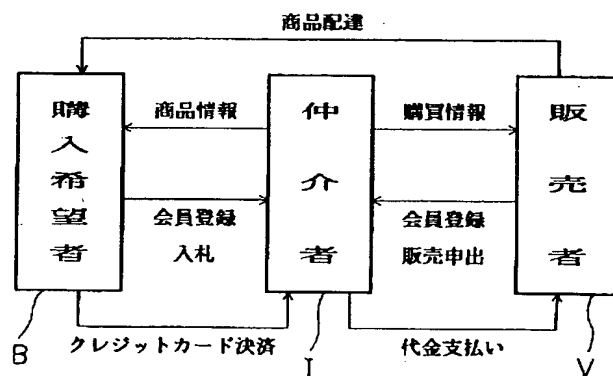 商品配達
購入希望者
商品情報
仲介者
購買情報
販売者
会員登録
入札
会員登録
販売申出
B
クレジットカード決済
I
代金支払い
V